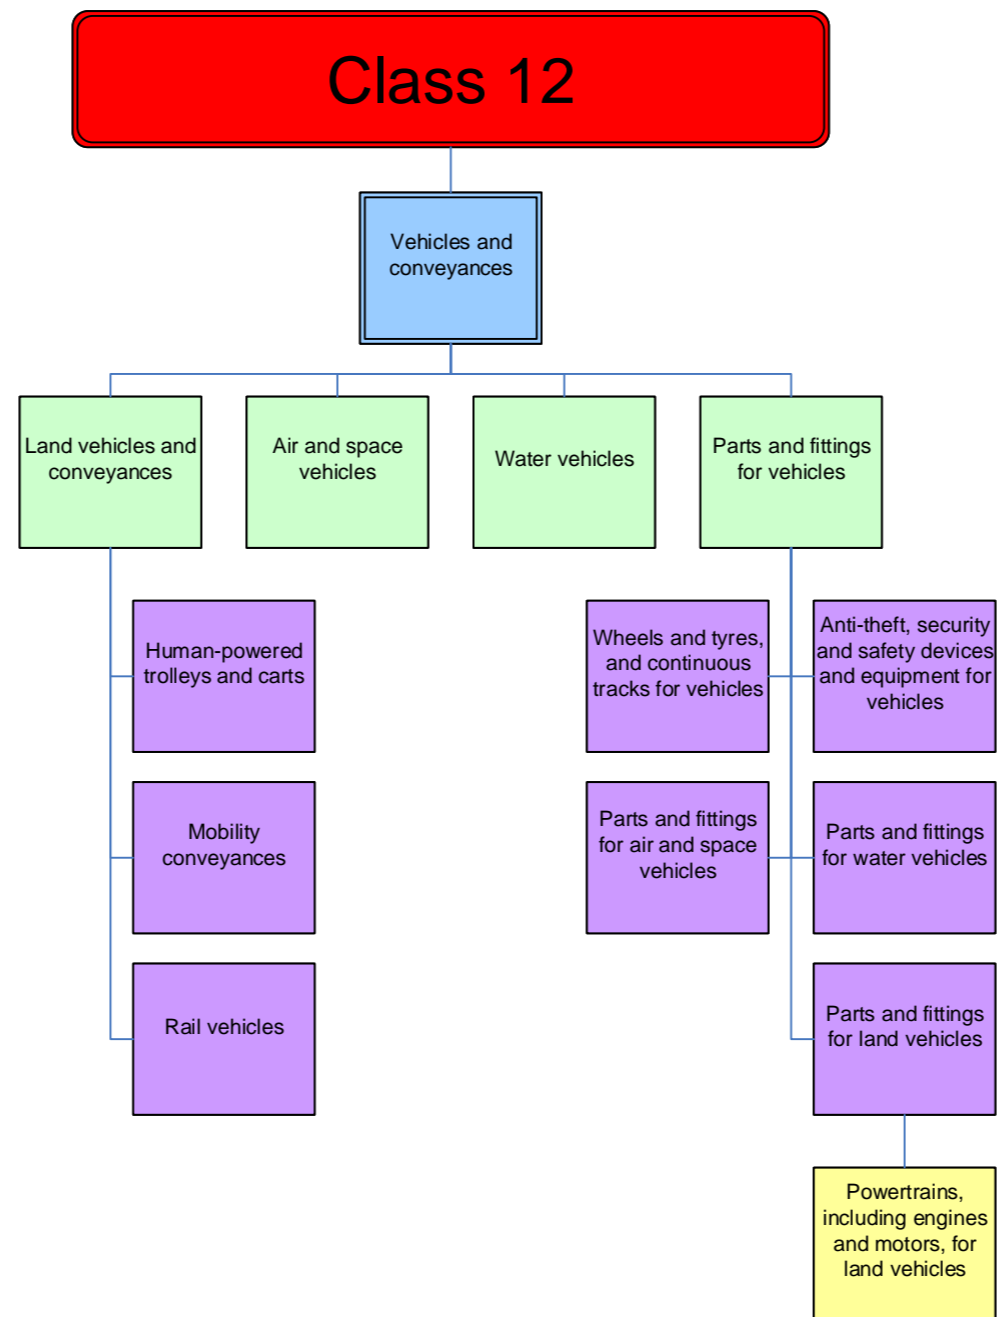 Class 12
Vehicles and
conveyances
Land vehicles and
conveyances
Air and space
vehicles
Water vehicles
Parts and fittings
for vehicles
Human-powered
trolleys and carts
Wheels and tyres,
and continuous
tracks for vehicles
Anti-theft, security
and safety devices
and equipment for
vehicles
Mobility
conveyances
Parts and fittings
for air and space
vehicles
Parts and fittings
for water vehicles
Rail vehicles
Parts and fittings
for land vehicles
Powertrains,
including engines
and motors, for
land vehicles